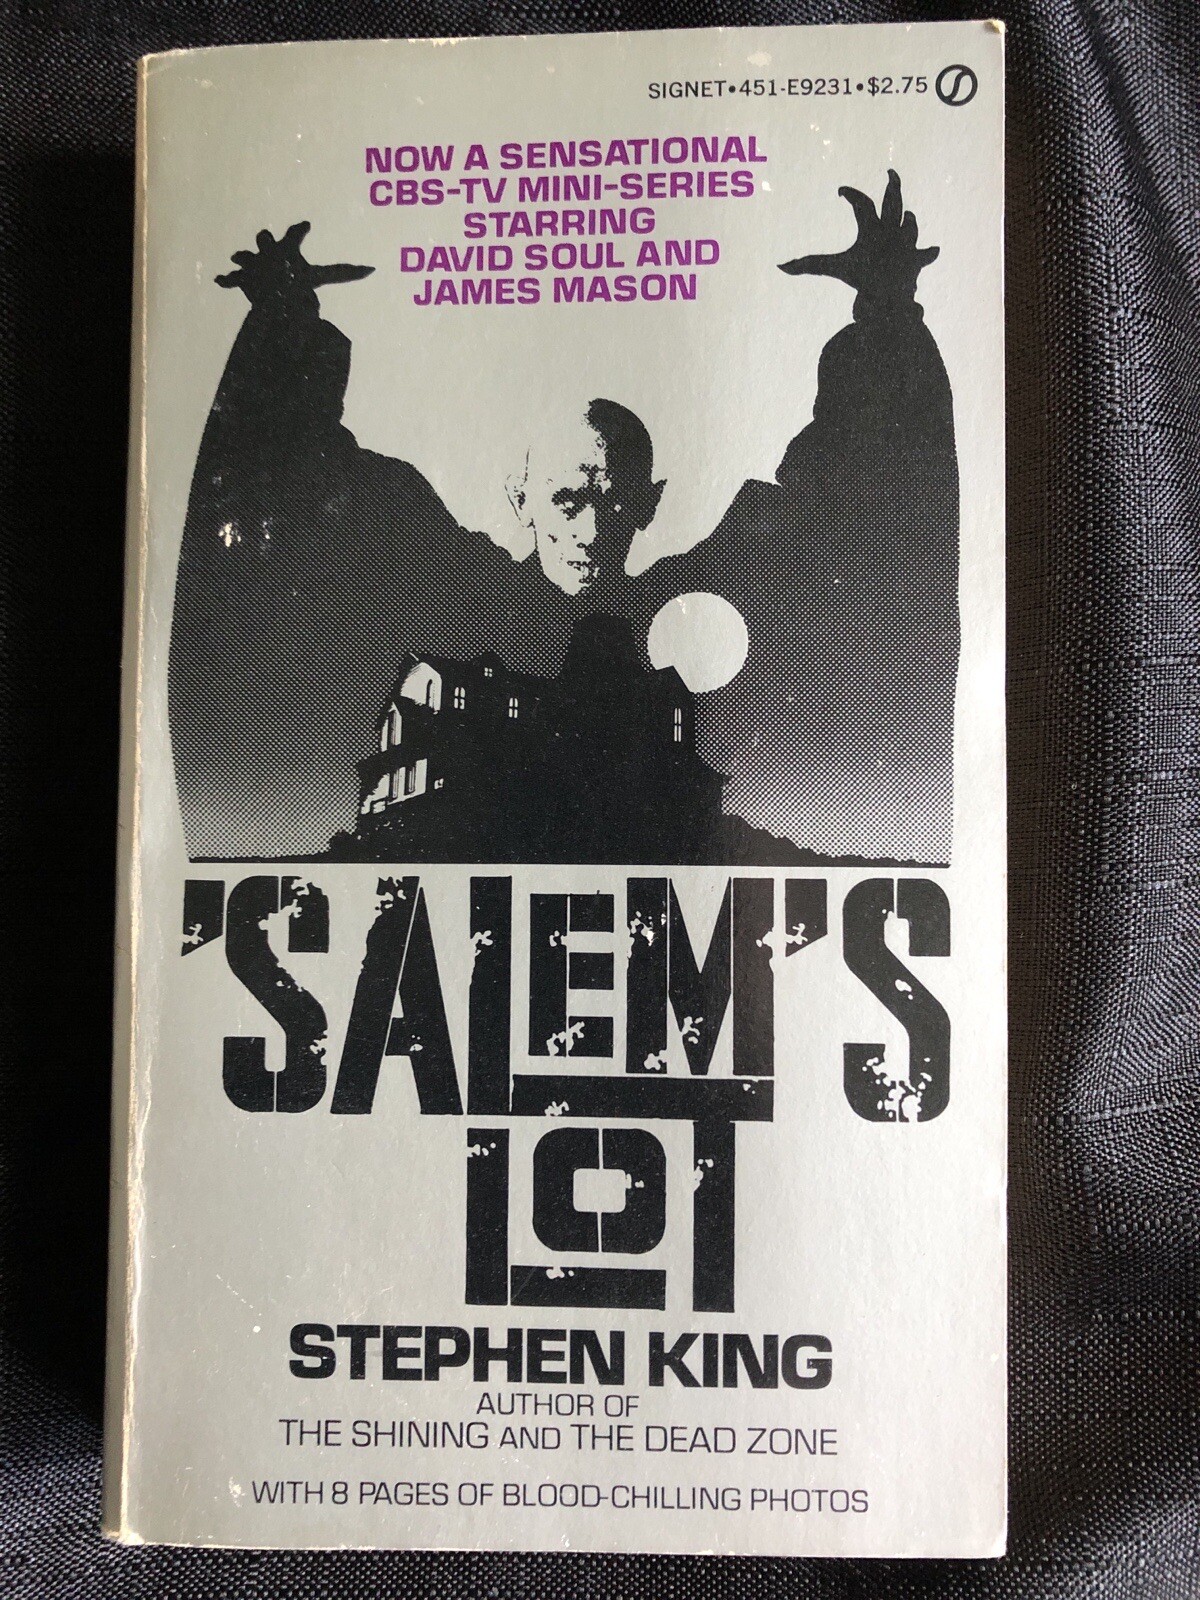 SIGNET•451-E9231•$2.75
NOW A SENSATIONAL
CBS-TV MINI-SERIES
STARRING
DAVID SOUL AND
JAMES MASON
'SALEM'S
LOT
STEPHEN KING
AUTHOR OF
THE SHINING AND THE DEAD ZONE
WITH 8 PAGES OF BLOOD-CHILLING PHOTOS